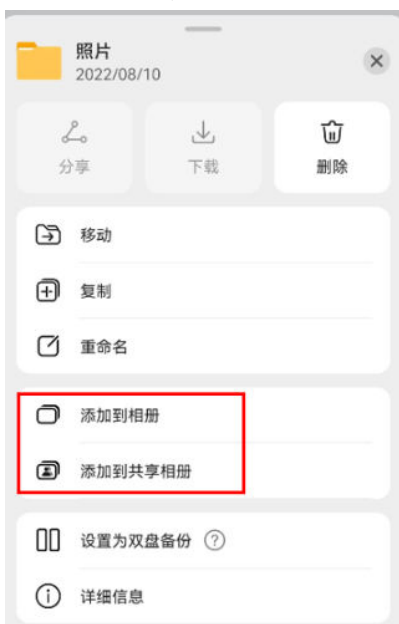 照片
2022/08/10
分享
下载
删除
移动
复制
重命名
添加到相册
添加到共享相册
设置为双盘备份 ?
详细信息